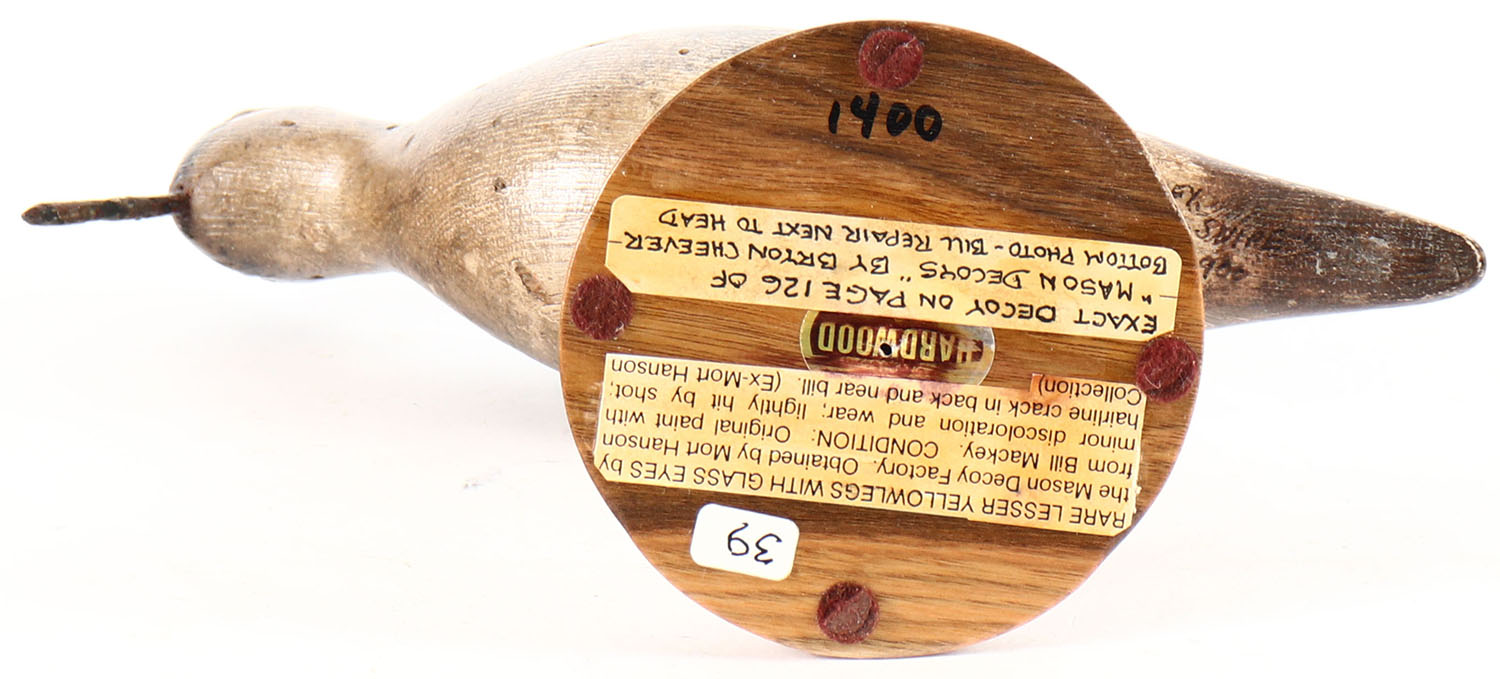 1400
RARE LESSER YELLOWLEGS WITH GLASS EYES by
the Mason Decoy Factory. Obtained by Mort Hanson
from Bill Mackey. CONDITION: Original paint with
minor discoloration and wear; lightly hit by shot;
hairline crack in back and near bill. (Ex-Mort Hanson
Collection)
HARDWOOD
EXACT DECOY ON PAGE 126 OF
"MASON DECOYS" BY BRYON CHEEVER-
BOTTOM PHOTO - BILL REPAIR NEXT TO HEAD
39